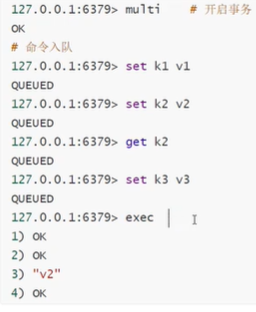 127.0.0.1:6379> multi    # 开启事务
OK
# 命令入队
127.0.0.1:6379> set k1 v1
QUEUED
127.0.0.1:6379> set k2 v2
QUEUED
127.0.0.1:6379> get k2
QUEUED
127.0.0.1:6379> set k3 v3
QUEUED
127.0.0.1:6379> exec
1) OK
2) OK
3) "v2"
4) OK